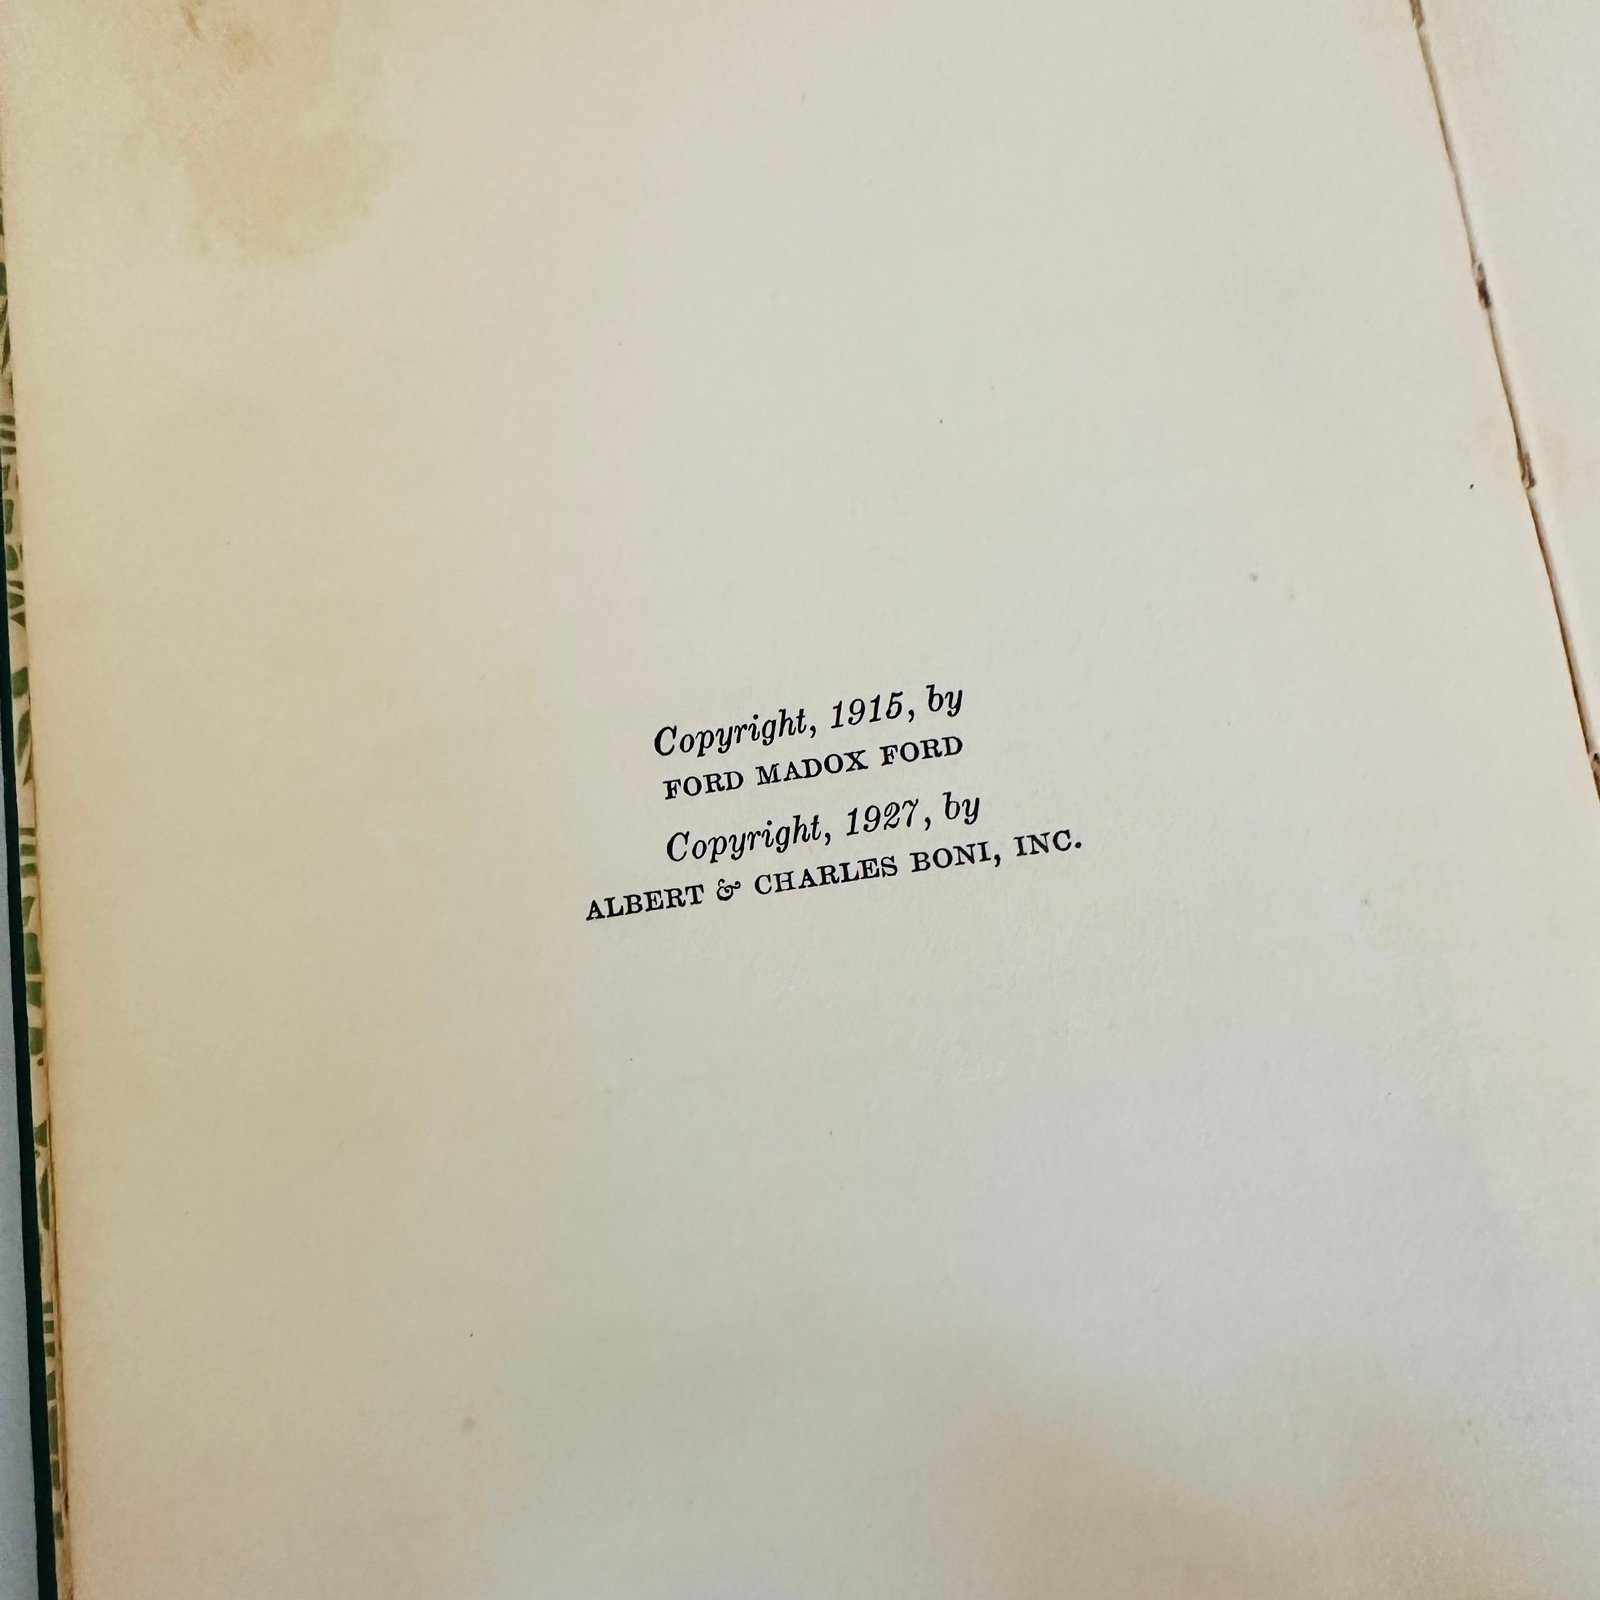 Copyright, 1915, by
FORD MADOX FORD
Copyright, 1927, by
ALBERT & CHARLES BONI, INC.